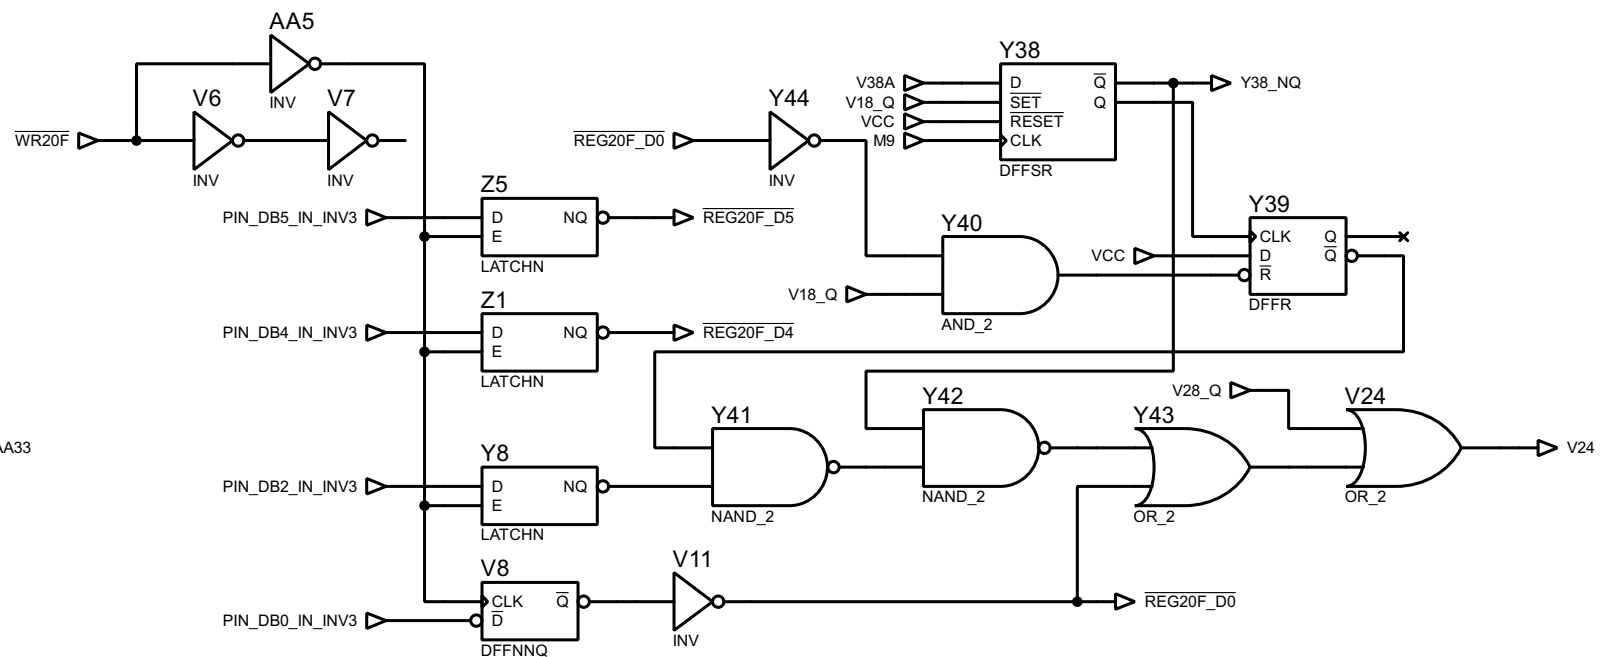 AA5
INV
V6
V7
WR20F
INV
INV
Y44
REG20F_D0
INV
Y38
V38A
V18_Q
VCC
M9
D
SET
RESET
CLK
Q
Q
DFFSR
Y38_NQ
Z5
PIN_DB5_IN_INV3
D
E
NQ
LATCHN
REG20F_D5
Y40
V18_Q
AND_2
Y39
VCC
CLK
D
R
Q
Q
DFFR
Z1
PIN_DB4_IN_INV3
D
E
NQ
LATCHN
REG20F_D4
AA33
Y8
PIN_DB2_IN_INV3
D
E
NQ
LATCHN
Y41
NAND_2
Y42
NAND_2
Y43
OR_2
V28_Q
V24
OR_2
V24
V8
PIN_DB0_IN_INV3
CLK
D
Q
DFFNNQ
V11
INV
REG20F_D0